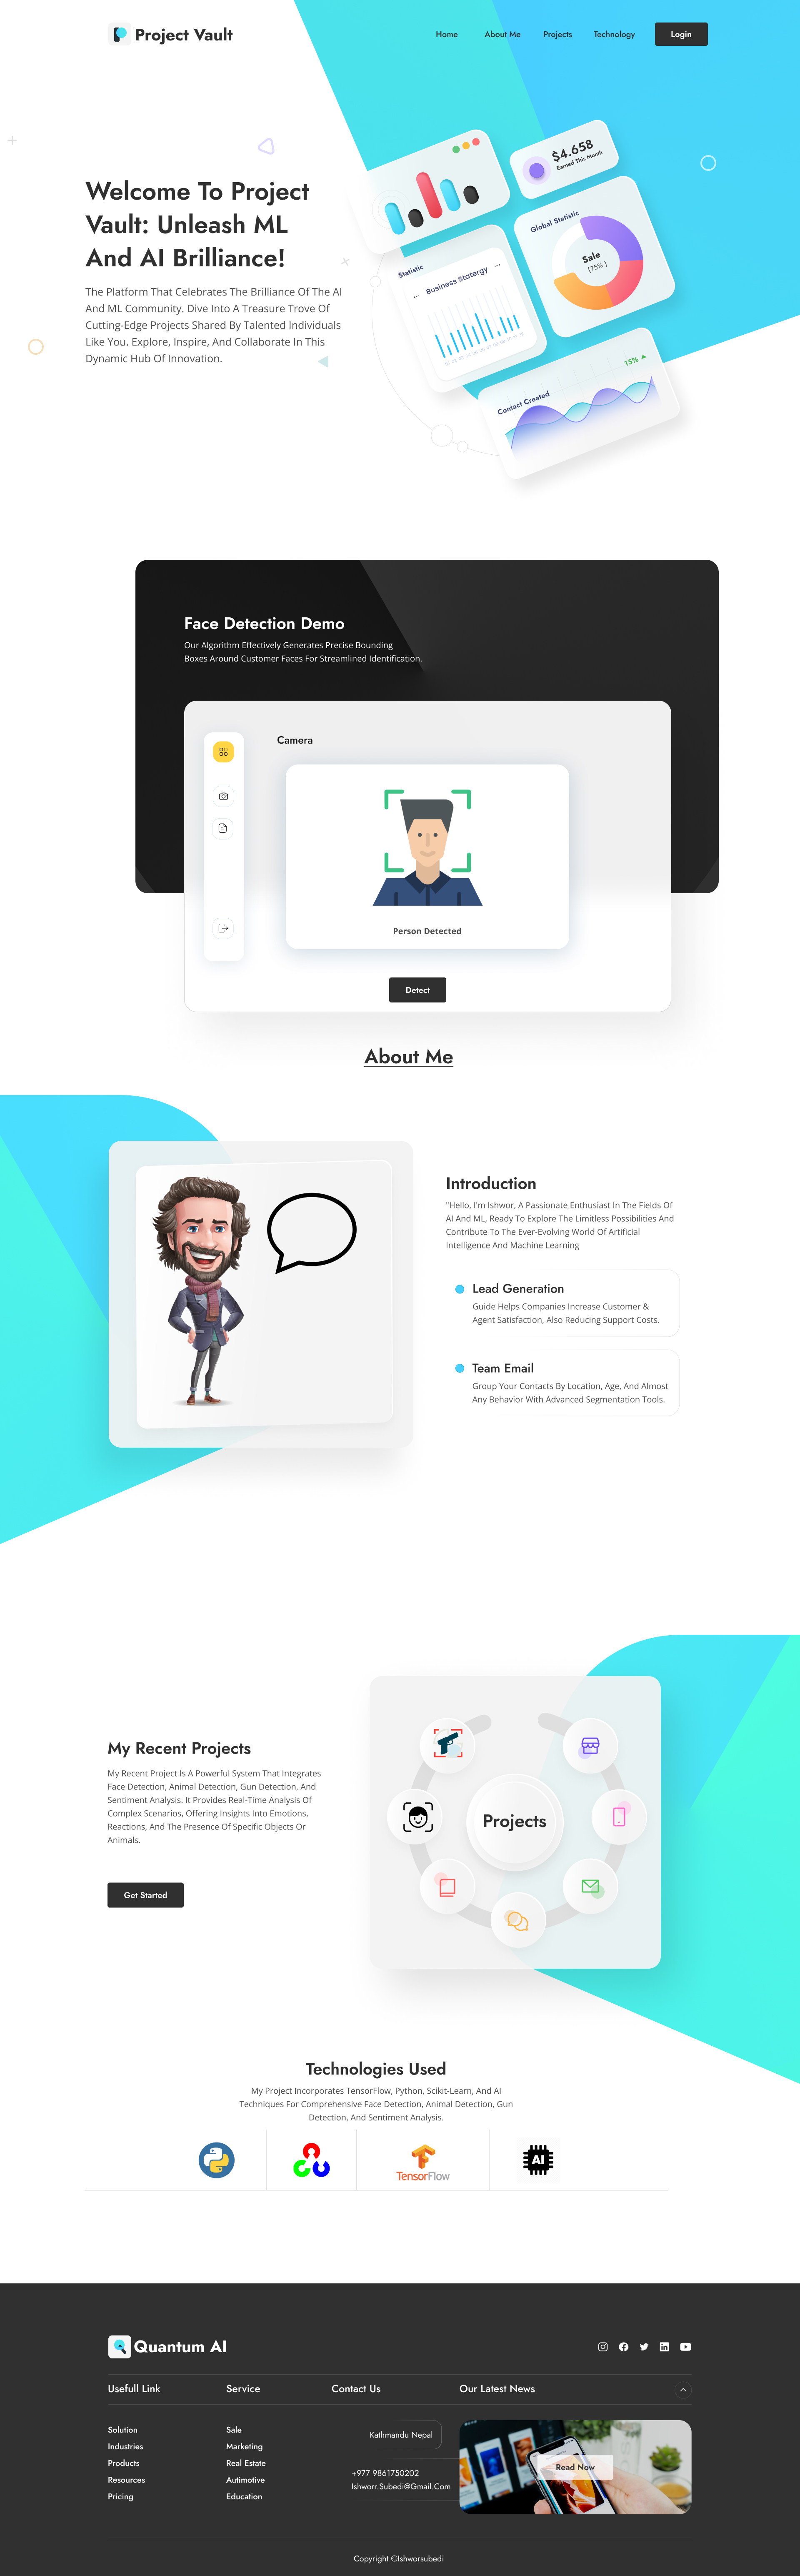 Project Vault
Home
About Me
Projects
Technology
Login
Welcome To Project
Vault: Unleash ML
And AI Brilliance!
The Platform That Celebrates The Brilliance Of The AI
And ML Community. Dive Into A Treasure Trove Of
Cutting-Edge Projects Shared By Talented Individuals
Like You. Explore, Inspire, And Collaborate In This
Dynamic Hub Of Innovation.
$4.658
Earned This Month
Global Statistic
Sale
(75% )
Statistic
← Business Statergy →
Contact Created
15%
Face Detection Demo
Our Algorithm Effectively Generates Precise Bounding
Boxes Around Customer Faces For Streamlined Identification.
Camera
Person Detected
Detect
About Me
Introduction
"Hello, I'm Ishwor, A Passionate Enthusiast In The Fields Of
AI And ML, Ready To Explore The Limitless Possibilities And
Contribute To The Ever-Evolving World Of Artificial
Intelligence And Machine Learning
Lead Generation
Guide Helps Companies Increase Customer &
Agent Satisfaction, Also Reducing Support Costs.
Team Email
Group Your Contacts By Location, Age, And Almost
Any Behavior With Advanced Segmentation Tools.
My Recent Projects
My Recent Project Is A Powerful System That Integrates
Face Detection, Animal Detection, Gun Detection, And
Sentiment Analysis. It Provides Real-Time Analysis Of
Complex Scenarios, Offering Insights Into Emotions,
Reactions, And The Presence Of Specific Objects Or
Animals.
Get Started
Projects
Technologies Used
My Project Incorporates TensorFlow, Python, Scikit-Learn, And AI
Techniques For Comprehensive Face Detection, Animal Detection, Gun
Detection, And Sentiment Analysis.
TensorFlow
AI
Quantum AI
Usefull Link
Service
Contact Us
Our Latest News
Solution
Industries
Products
Resources
Pricing
Sale
Marketing
Real Estate
Autimotive
Education
Kathmandu Nepal
+977 9861750202
Ishworr.Subedi@Gmail.Com
Read Now
Copyright ©Ishworsubedi